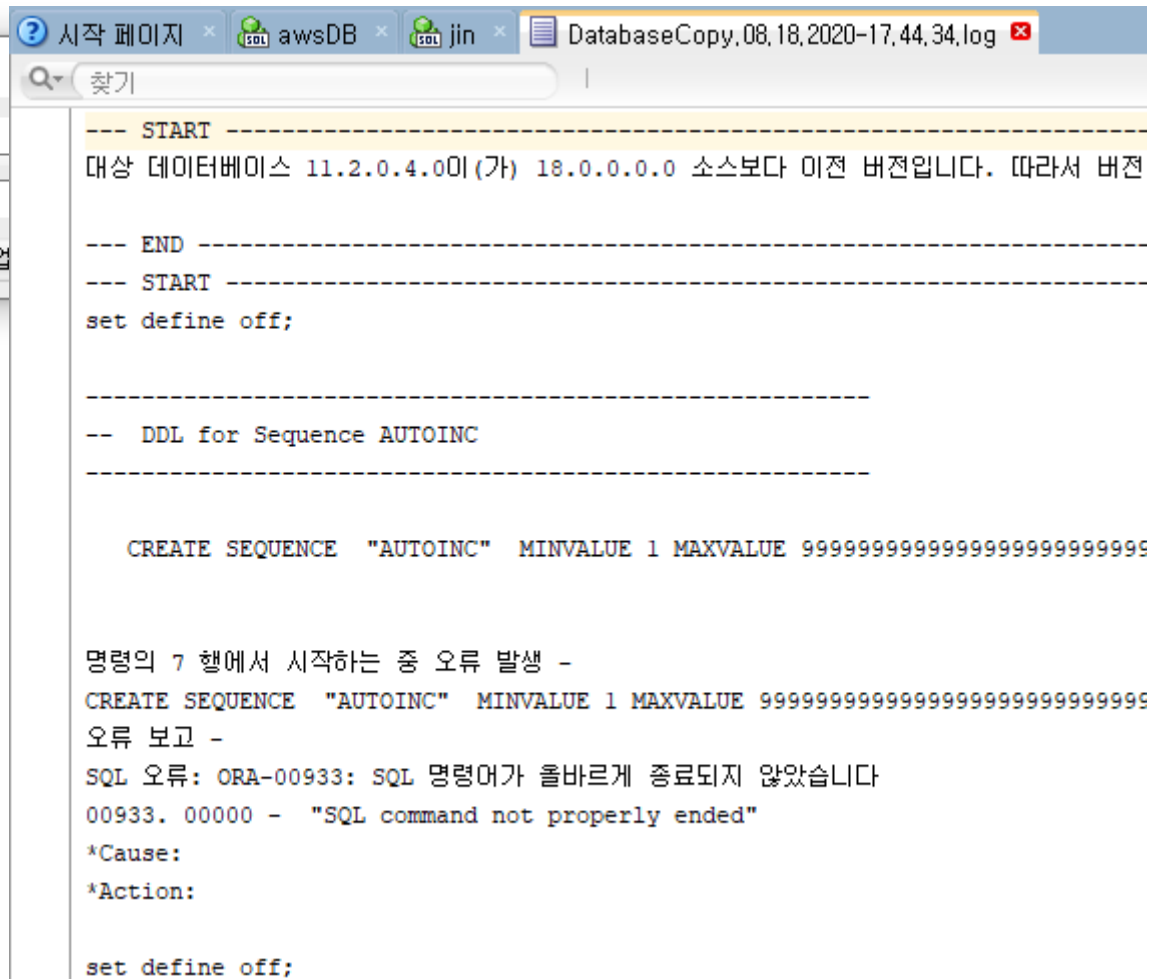 시작 페이지 awsDB jin DatabaseCopy,08,18,2020-17,44,34,log
찾기
--- START ------------------------------------------------------------------
대상 데이터베이스 11.2.0.4.0이(가) 18.0.0.0.0 소스보다 이전 버전입니다. 따라서 버전
--- END --------------------------------------------------------------------
업
--- START ------------------------------------------------------------------
set define off;
--------------------------------------------------------
-- DDL for Sequence AUTOINC
--------------------------------------------------------
CREATE SEQUENCE "AUTOINC" MINVALUE 1 MAXVALUE 9999999999999999999999999
명령의 7 행에서 시작하는 중 오류 발생 -
CREATE SEQUENCE "AUTOINC" MINVALUE 1 MAXVALUE 9999999999999999999999999999
오류 보고 -
SQL 오류: ORA-00933: SQL 명령어가 올바르게 종료되지 않았습니다
00933. 00000 - "SQL command not properly ended"
*Cause:
*Action:
set define off;